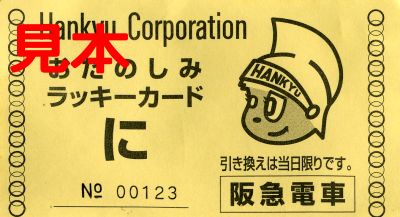 Hankyu Corporation
見本
おたのしみ
ラッキーカード
に
HANKYU
引き換えは当日限りです。
№ 00123
阪急電車